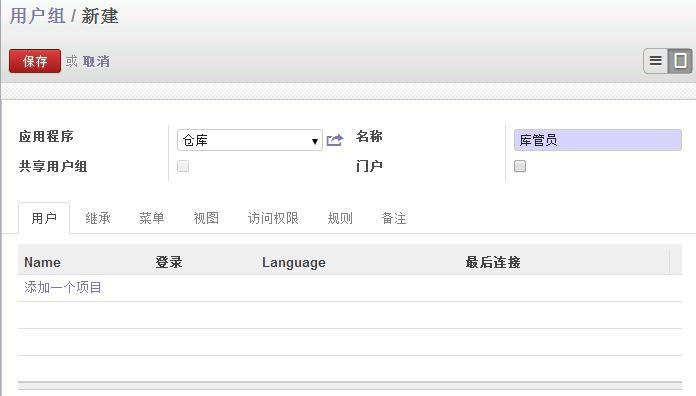 用户组 / 新建
保存 或 取消
应用程序 仓库 名称 库管员
共享用户组 门户
用户 继承 菜单 视图 访问权限 规则 备注
Name 登录 Language 最后连接
添加一个项目